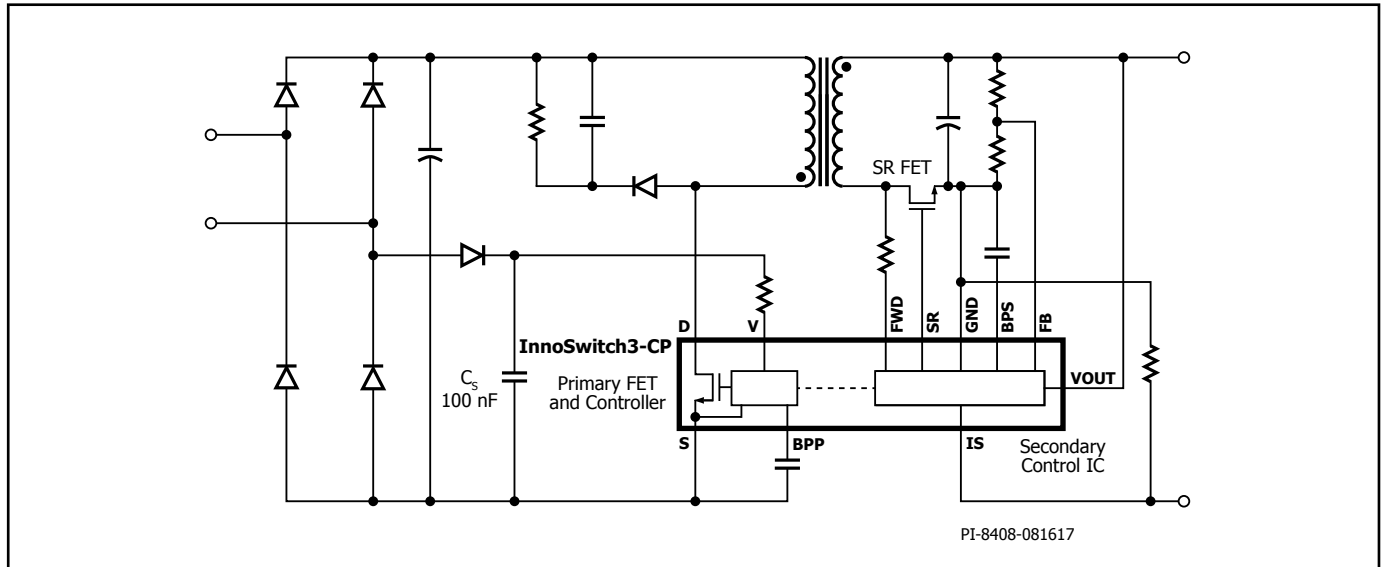 SR FET
FWD
SR
GND
BPS
FB
D
V
InnoSwitch3-CP
VOUT
Cs
100 nF
Primary FET
and Controller
S
BPP
IS
Secondary
Control IC
PI-8408-081617